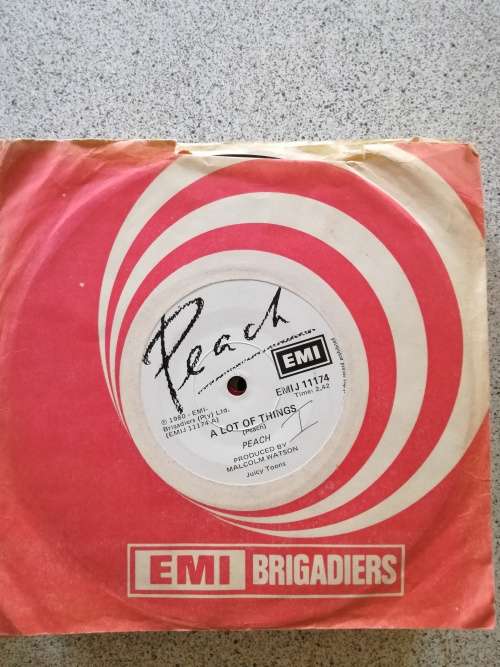 Peach
EMI
EMIJ 11174
Time: 2,42
℗ 1980 - EMI-
Brigadiers (Pty) Ltd.
(EMIJ 11174-A)
A LOT OF THINGS
(Peach)
PEACH
PRODUCED BY
MALCOLM WATSON
Juicy Toons
EMI BRIGADIERS